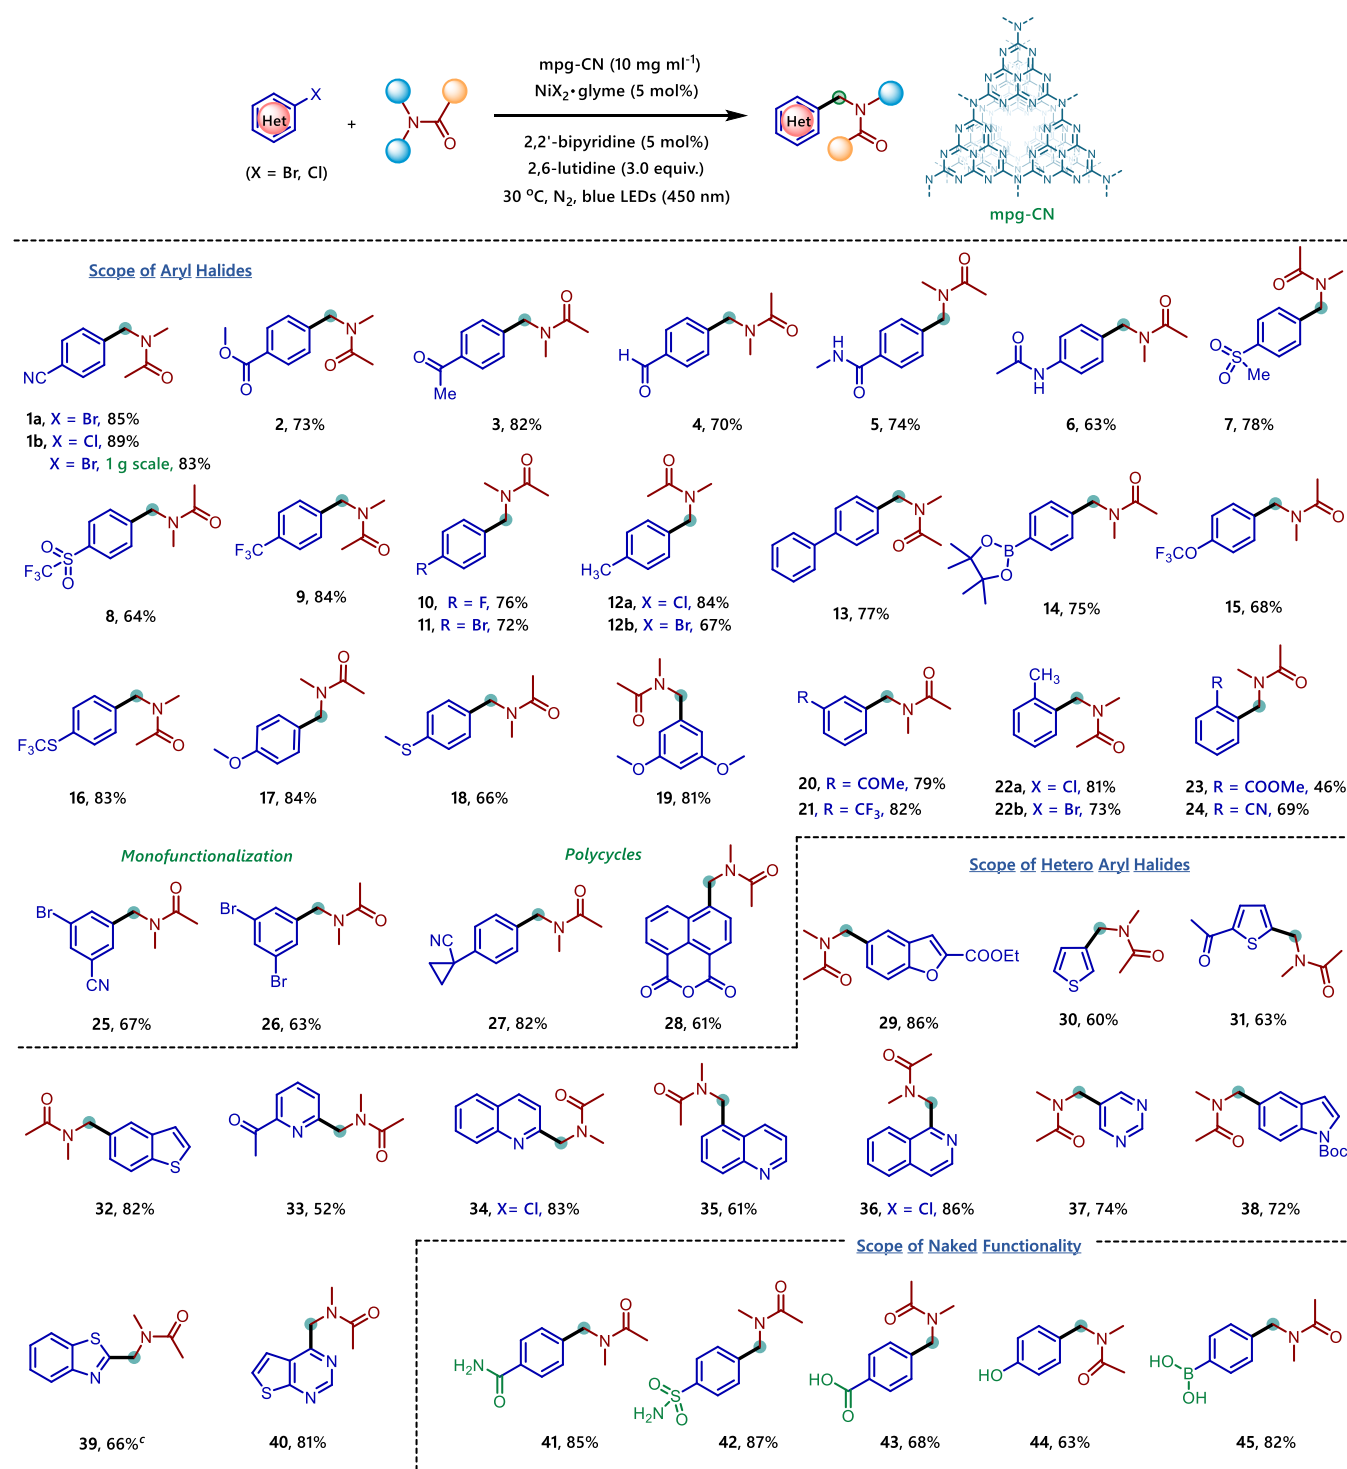 mpg-CN (10 mg ml⁻¹)
NiX₂•glyme (5 mol%)
2,2'-bipyridine (5 mol%)
2,6-lutidine (3.0 equiv.)
30 °C, N₂, blue LEDs (450 nm)
Het X
(X = Br, Cl)
+
N O
Het N O
mpg-CN
Scope of Aryl Halides
1a, X = Br, 85%
1b, X = Cl, 89%
X = Br, 1 g scale, 83%
2, 73%
3, 82%
4, 70%
5, 74%
6, 63%
7, 78%
8, 64%
9, 84%
10, R = F, 76%
11, R = Br, 72%
12a, X = Cl, 84%
12b, X = Br, 67%
13, 77%
14, 75%
15, 68%
16, 83%
17, 84%
18, 66%
19, 81%
20, R = COMe, 79%
21, R = CF₃, 82%
22a, X = Cl, 81%
22b, X = Br, 73%
23, R = COOMe, 46%
24, R = CN, 69%
Monofunctionalization
Polycycles
25, 67%
26, 63%
27, 82%
28, 61%
Scope of Hetero Aryl Halides
COOEt
29, 86%
30, 60%
31, 63%
32, 82%
33, 52%
34, X= Cl, 83%
35, 61%
36, X = Cl, 86%
37, 74%
Boc
38, 72%
39, 66%ᶜ
40, 81%
Scope of Naked Functionality
41, 85%
42, 87%
43, 68%
44, 63%
45, 82%